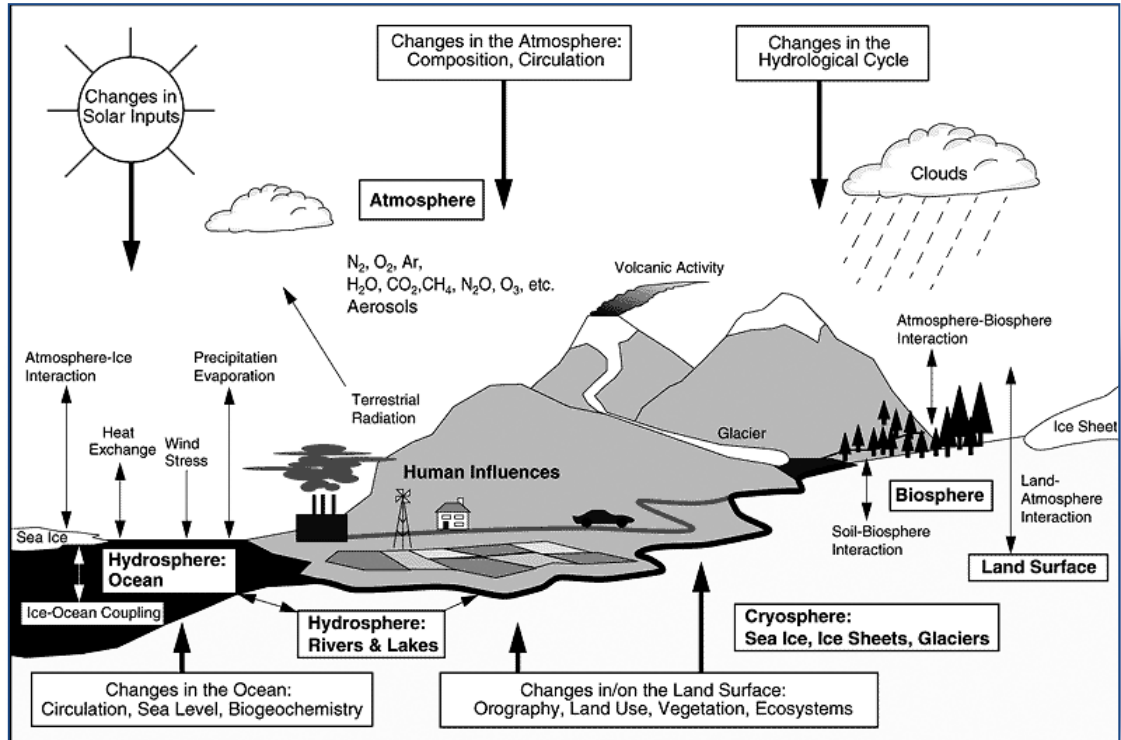 Changes in the Atmosphere:
Composition, Circulation
Changes in the
Hydrological Cycle
Changes in
Solar Inputs
Clouds
Atmosphere
N₂, O₂, Ar,
H₂O, CO₂,CH₄, N₂O, O₃, etc.
Aerosols
Volcanic Activity
Atmosphere-Biosphere
Interaction
Atmosphere-Ice
Interaction
Precipitation
Evaporation
Terrestrial
Radiation
Heat
Exchange
Wind
Stress
Glacier
Ice Sheet
Human Influences
Biosphere
Land-
Atmosphere
Interaction
Soil-Biosphere
Interaction
Sea Ice
Hydrosphere:
Ocean
Land Surface
Ice-Ocean Coupling
Hydrosphere:
Rivers & Lakes
Cryosphere:
Sea Ice, Ice Sheets, Glaciers
Changes in the Ocean:
Circulation, Sea Level, Biogeochemistry
Changes in/on the Land Surface:
Orography, Land Use, Vegetation, Ecosystems